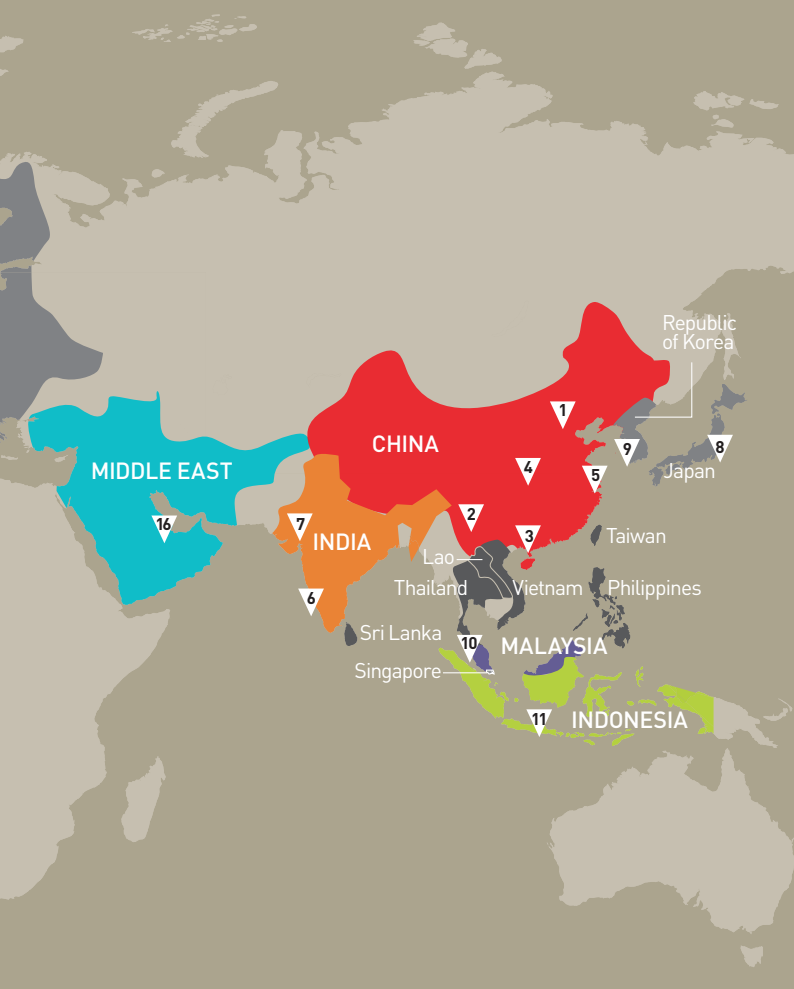 Republic
of Korea
1
CHINA
9
8
4
MIDDLE EAST
5
Japan
2
16
7
3
INDIA
Taiwan
Lao
Thailand
Vietnam
Philippines
6
Sri Lanka
10
MALAYSIA
Singapore
11
INDONESIA